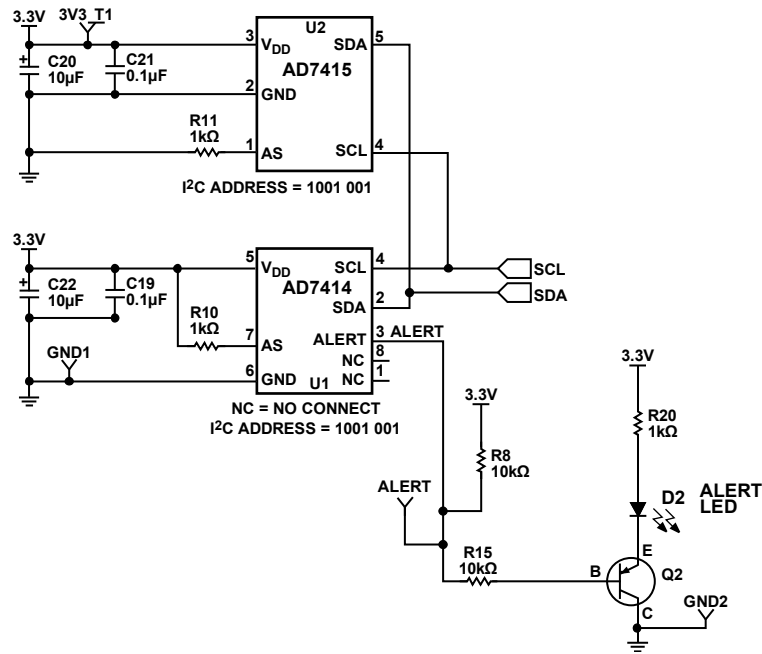 3.3V
3V3_T1
C20
10µF
C21
0.1µF
+
3
VDD
U2
AD7415
SDA
5
2
GND
R11
1kΩ
1
AS
SCL
4
I2C ADDRESS = 1001 001
3.3V
C22
10µF
C19
0.1µF
+
5
VDD
AD7414
SCL
4
SCL
SDA
2
SDA
R10
1kΩ
7
AS
ALERT
3
ALERT
NC
8
GND1
6
GND
U1
NC
1
NC = NO CONNECT
I2C ADDRESS = 1001 001
3.3V
R8
10kΩ
ALERT
R15
10kΩ
3.3V
R20
1kΩ
D2
ALERT
LED
E
B
Q2
C
GND2